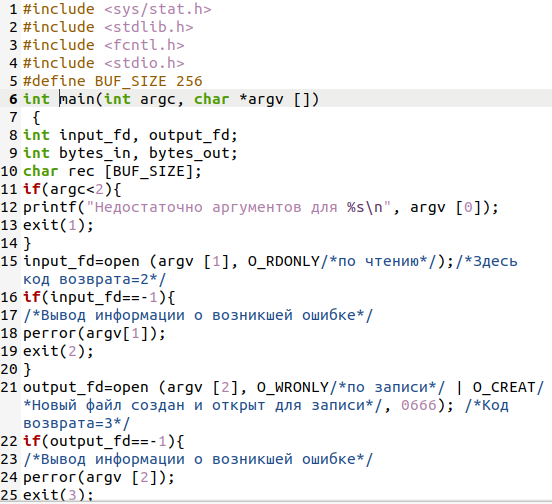 1 #include <sys/stat.h>
2 #include <stdlib.h>
3 #include <fcntl.h>
4 #include <stdio.h>
5 #define BUF_SIZE 256
6 int main(int argc, char *argv [])
7  {
8 int input_fd, output_fd;
9 int bytes_in, bytes_out;
10 char rec [BUF_SIZE];
11 if(argc<2){
12 printf("Недостаточно аргументов для %s\n", argv [0]);
13 exit(1);
14 }
15 input_fd=open (argv [1], O_RDONLY/*по чтению*/);/*Здесь
код возврата=2*/
16 if(input_fd==-1){
17 /*Вывод информации о возникшей ошибке*/
18 perror(argv[1]);
19 exit(2);
20 }
21 output_fd=open (argv [2], O_WRONLY/*по записи*/ | O_CREAT/
*Новый файл создан и открыт для записи*/, 0666); /*Код
возврата=3*/
22 if(output_fd==-1){
23 /*Вывод информации о возникшей ошибке*/
24 perror(argv [2]);
25 exit(3);